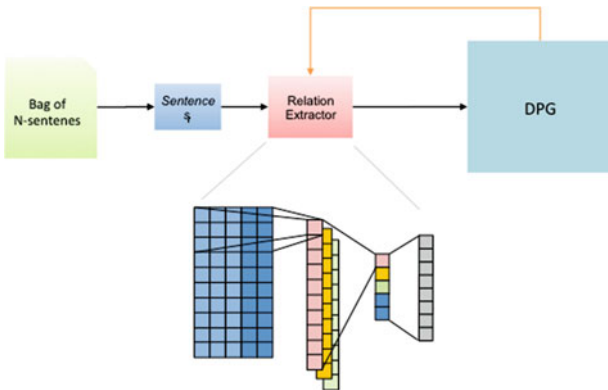 Bag of
N-sentenes
Sentence
Relation
Extractor
DPG